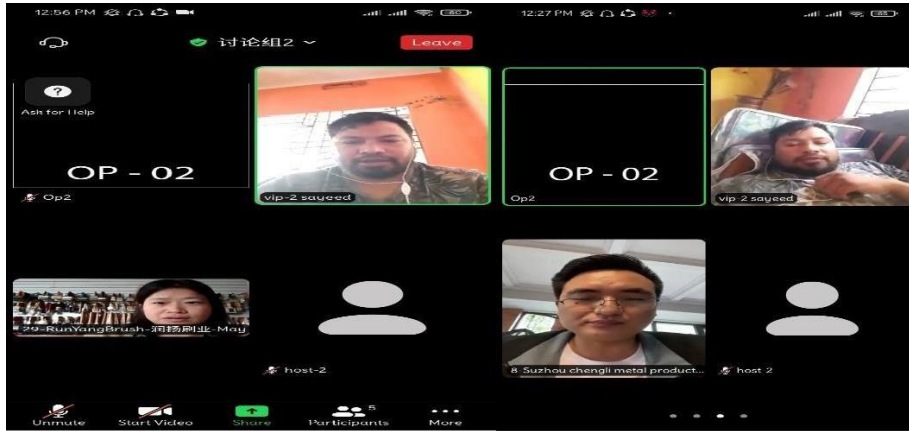 12:56 PM
80
讨论组2
Leave
?
Ask for Help
OP - 02
Op2
vip-2 sayeed
79-RunYangBrush-润扬刷业-May
host-2
Unmute
Start Video
Share
Participants
5
More
12:27 PM
OP - 02
Op2
vip-2 sayeed
8 Suzhou chengli metal product...
host 2